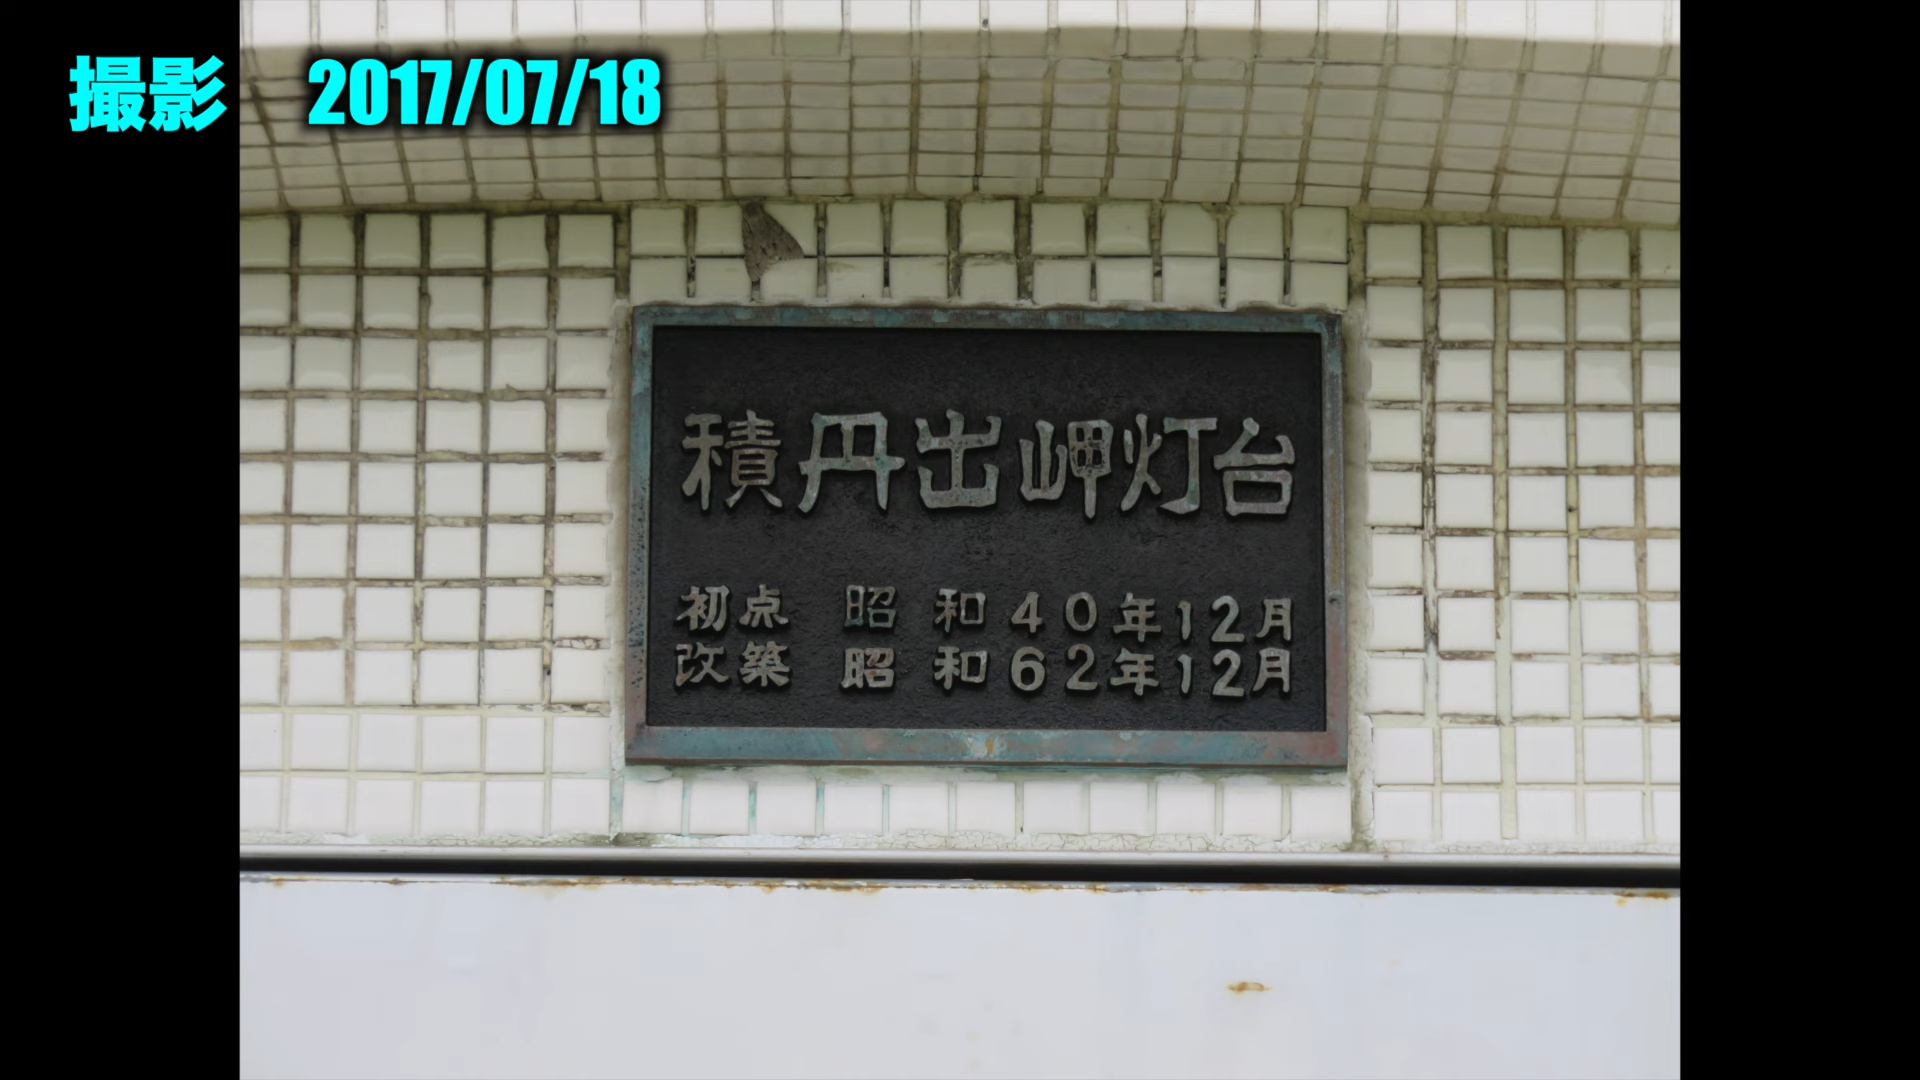 撮影　2017/07/18
積丹出岬灯台
初点　昭和40年12月
改築　昭和62年12月